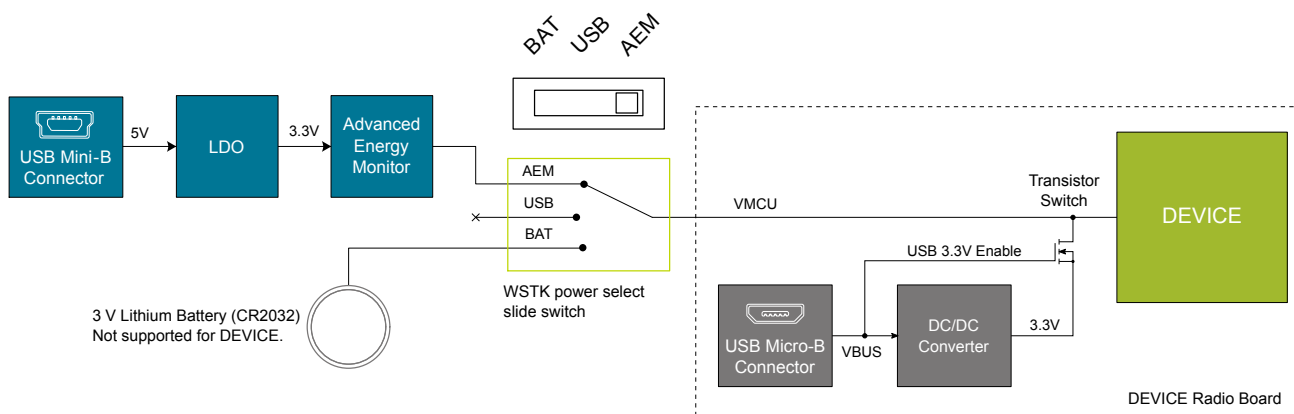 BAT
USB
AEM
USB Mini-B
Connector
5V
LDO
3.3V
Advanced
Energy
Monitor
AEM
USB
BAT
WSTK power select
slide switch
3 V Lithium Battery (CR2032)
Not supported for DEVICE.
VMCU
Transistor
Switch
DEVICE
USB 3.3V Enable
USB Micro-B
Connector
VBUS
DC/DC
Converter
3.3V
DEVICE Radio Board